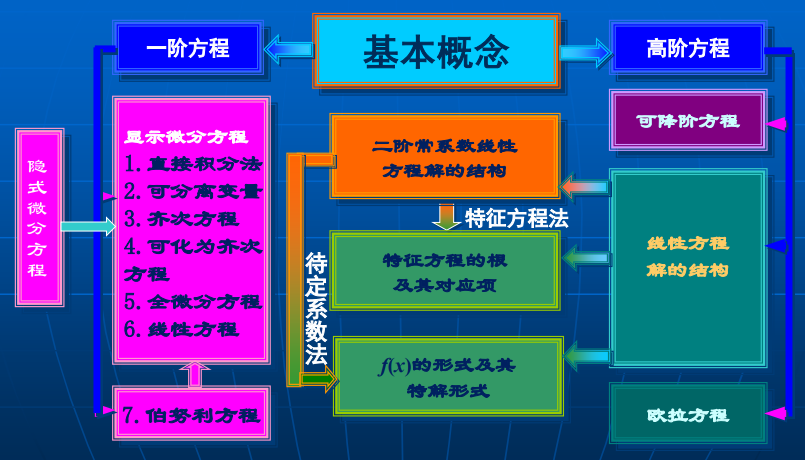 一阶方程
基本概念
高阶方程
隐式微分方程
显示微分方程
1.直接积分法
2.可分离变量
3.齐次方程
4.可化为齐次
方程
5.全微分方程
6.线性方程
7.伯努利方程
待定系数法
二阶常系数线性
方程解的结构
特征方程法
特征方程的根
及其对应项
f(x)的形式及其
特解形式
可降阶方程
线性方程
解的结构
欧拉方程